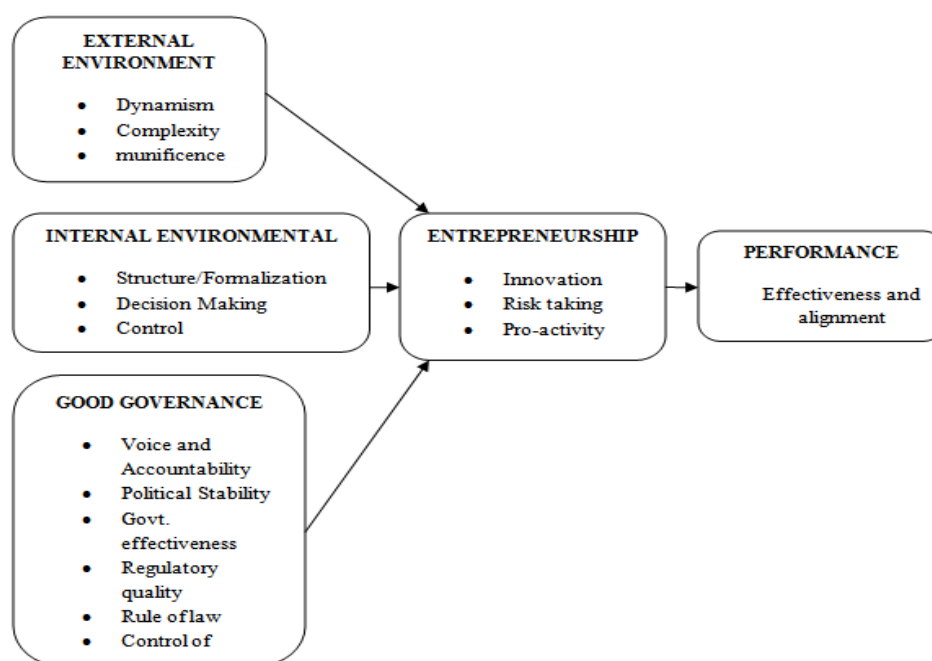 EXTERNAL
ENVIRONMENT
• Dynamism
• Complexity
• munificence
INTERNAL ENVIRONMENTAL
• Structure/Formalization
• Decision Making
• Control
GOOD GOVERNANCE
• Voice and
Accountability
• Political Stability
• Govt.
effectiveness
• Regulatory
quality
• Rule of law
• Control of
ENTREPRENEURSHIP
• Innovation
• Risk taking
• Pro-activity
PERFORMANCE
Effectiveness and
alignment